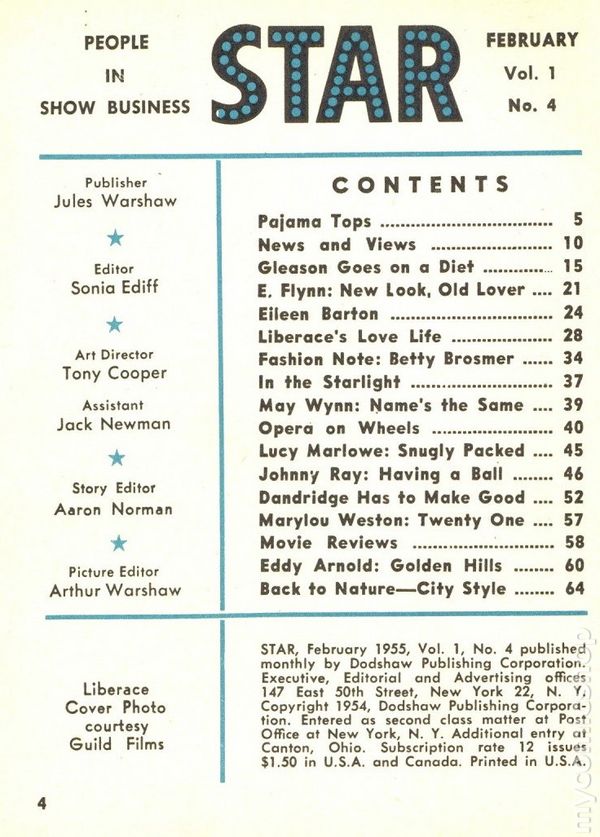 PEOPLE
IN
SHOW BUSINESS
STAR
FEBRUARY
Vol. 1
No. 4
Publisher
Jules Warshaw
Editor
Sonia Ediff
Art Director
Tony Cooper
Assistant
Jack Newman
Story Editor
Aaron Norman
Picture Editor
Arthur Warshaw
CONTENTS
Pajama Tops .................................. 5
News and Views ........................ 10
Gleason Goes on a Diet .............. 15
E. Flynn: New Look, Old Lover .... 21
Eileen Barton ................................ 24
Liberace's Love Life .................... 28
Fashion Note: Betty Brosmer ...... 34
In the Starlight ............................ 37
May Wynn: Name's the Same .... 39
Opera on Wheels ........................ 40
Lucy Marlowe: Snugly Packed .... 45
Johnny Ray: Having a Ball ........ 46
Dandridge Has to Make Good .... 52
Marylou Weston: Twenty One .... 57
Movie Reviews ............................ 58
Eddy Arnold: Golden Hills ........ 60
Back to Nature—City Style ........ 64
Liberace
Cover Photo
courtesy
Guild Films
STAR, February 1955, Vol. 1, No. 4 published
monthly by Dodshaw Publishing Corporation.
Executive, Editorial and Advertising offices
147 East 50th Street, New York 22, N. Y.
Copyright 1954, Dodshaw Publishing Corpora-
tion. Entered as second class matter at Post
Office at New York, N. Y. Additional entry at
Canton, Ohio. Subscription rate 12 issues
$1.50 in U.S.A. and Canada. Printed in U.S.A.
4